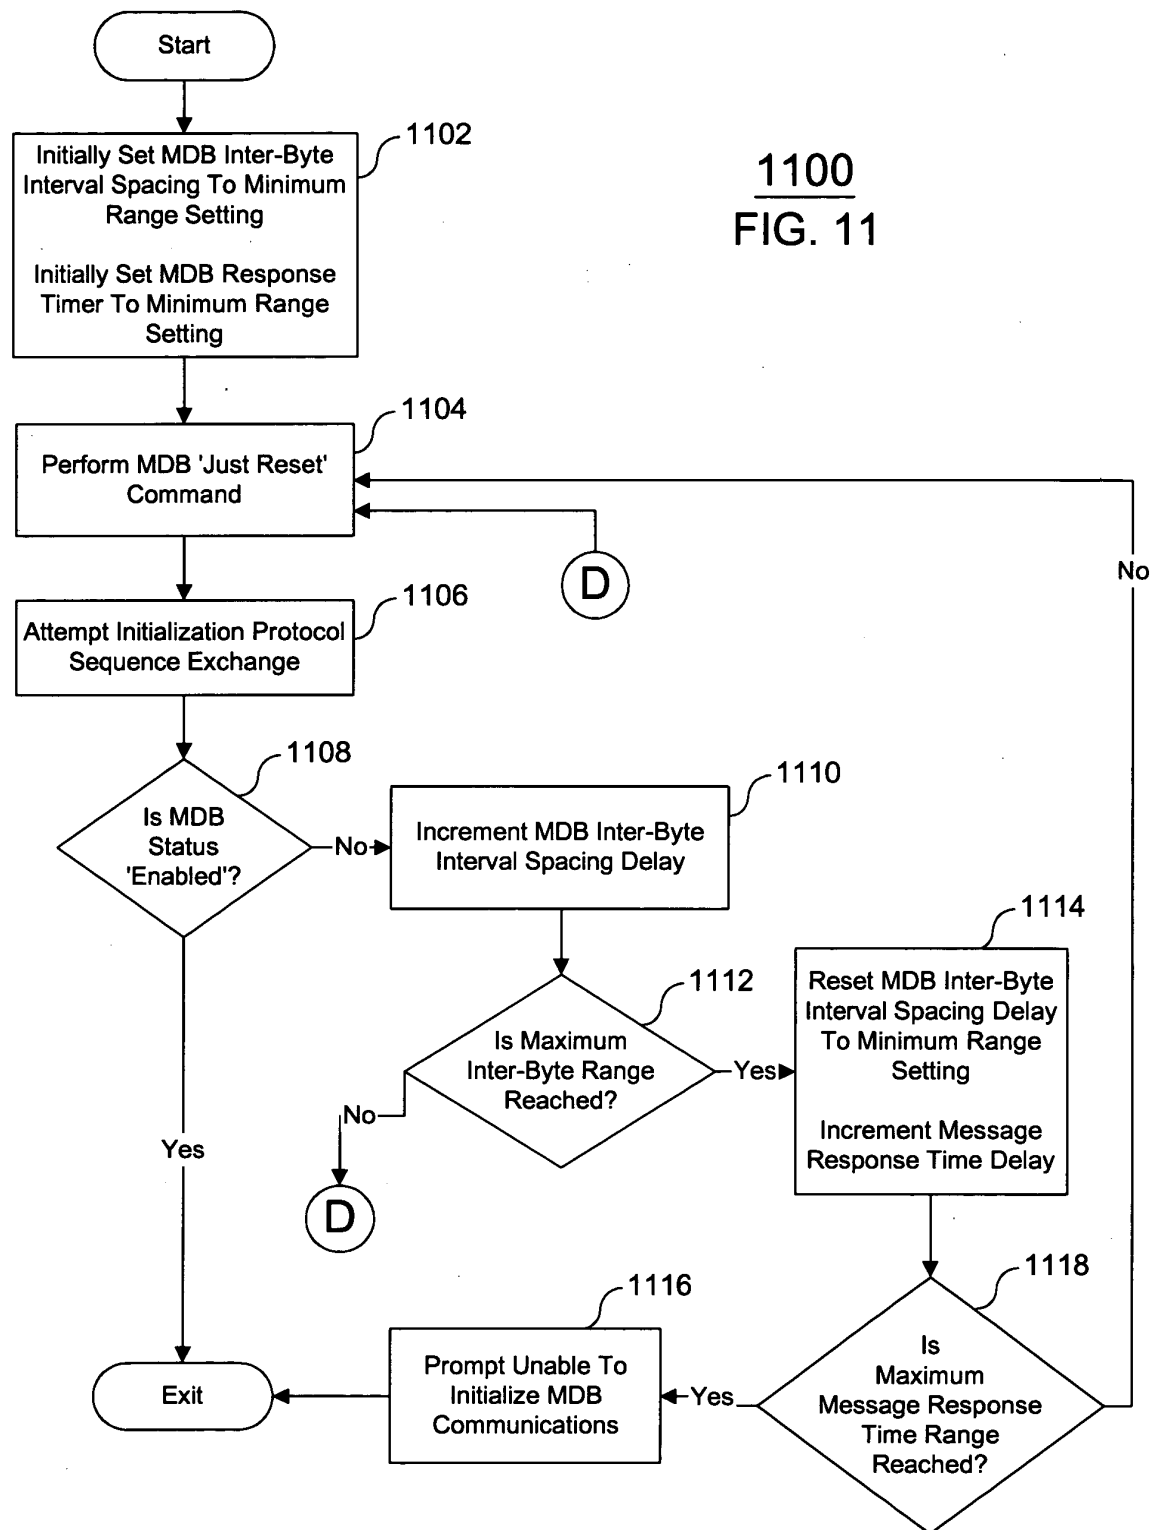 Start
1102
Initially Set MDB Inter-Byte
Interval Spacing To Minimum
Range Setting
Initially Set MDB Response
Timer To Minimum Range
Setting
1100
FIG. 11
1104
Perform MDB 'Just Reset'
Command
D
No
1106
Attempt Initialization Protocol
Sequence Exchange
1108
Is MDB
Status
'Enabled'?
No
1110
Increment MDB Inter-Byte
Interval Spacing Delay
1112
Is Maximum
Inter-Byte Range
Reached?
Yes
No
D
1114
Reset MDB Inter-Byte
Interval Spacing Delay
To Minimum Range
Setting
Increment Message
Response Time Delay
Yes
1118
Is
Maximum
Message Response
Time Range
Reached?
Yes
1116
Prompt Unable To
Initialize MDB
Communications
Exit